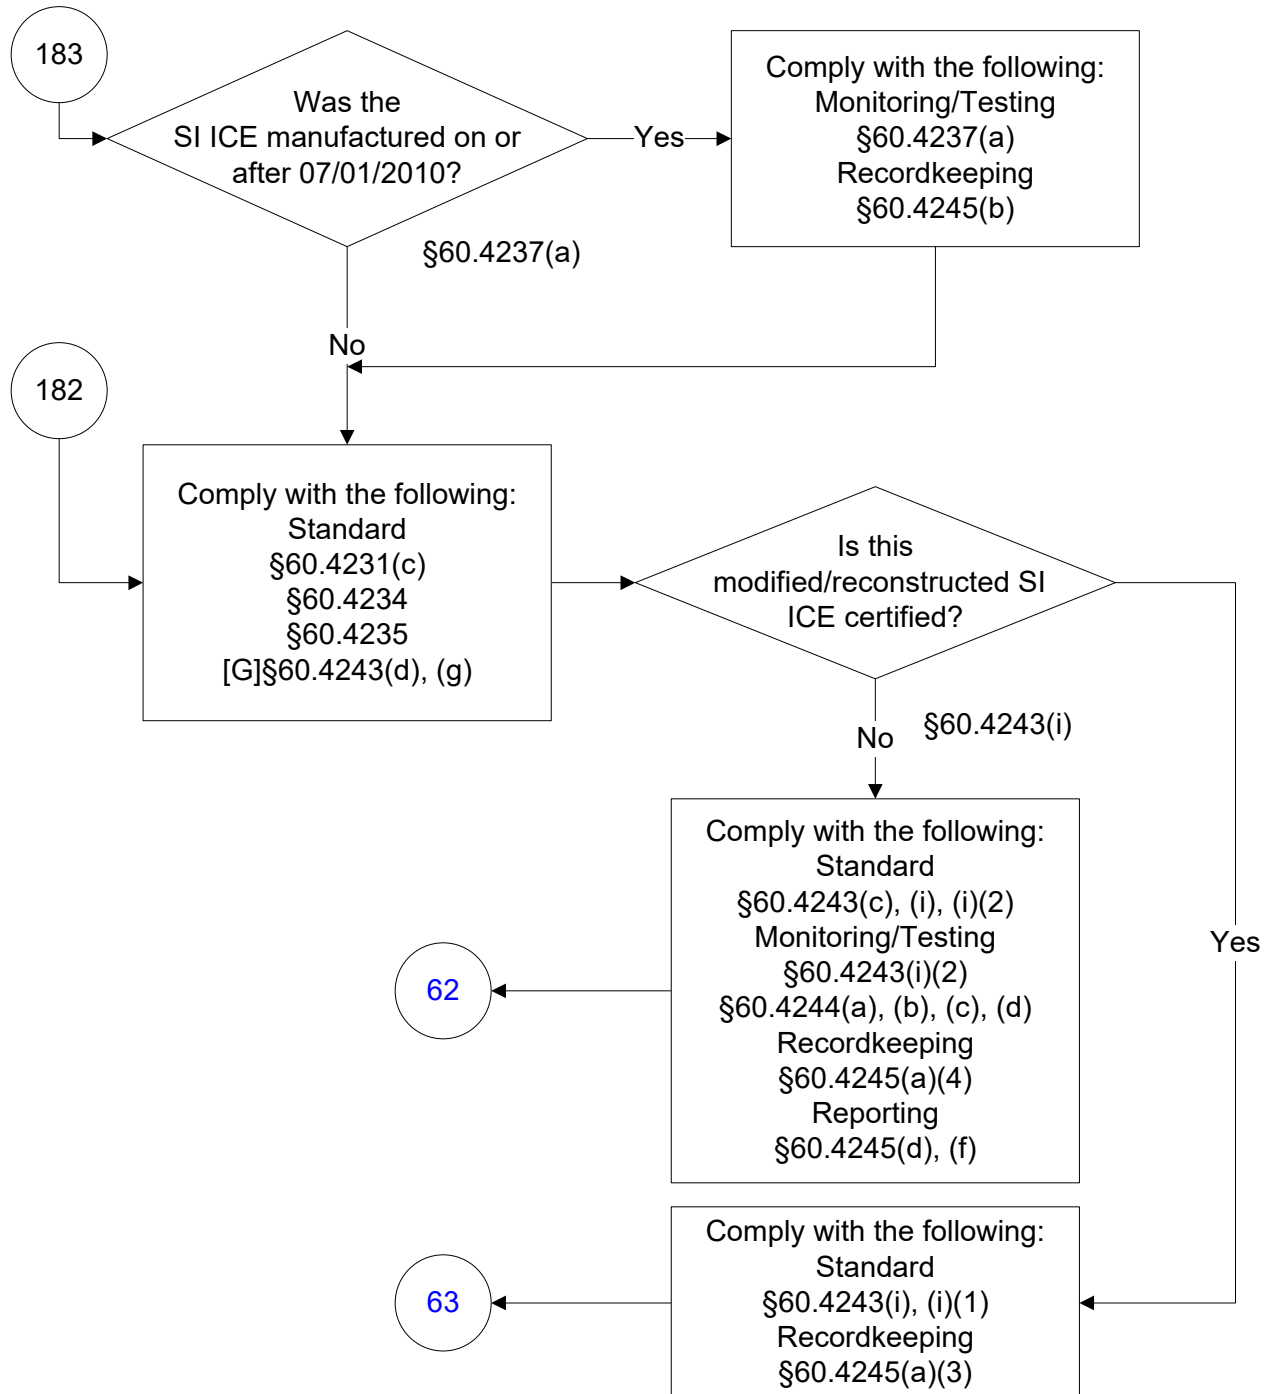 183
Was the
SI ICE manufactured on or
after 07/01/2010?
Yes
Comply with the following:
Monitoring/Testing
§60.4237(a)
Recordkeeping
§60.4245(b)
§60.4237(a)
No
182
Comply with the following:
Standard
§60.4231(c)
§60.4234
§60.4235
[G]§60.4243(d), (g)
Is this
modified/reconstructed SI
ICE certified?
No
§60.4243(i)
Yes
Comply with the following:
Standard
§60.4243(c), (i), (i)(2)
Monitoring/Testing
§60.4243(i)(2)
§60.4244(a), (b), (c), (d)
Recordkeeping
§60.4245(a)(4)
Reporting
§60.4245(d), (f)
62
Comply with the following:
Standard
§60.4243(i), (i)(1)
Recordkeeping
§60.4245(a)(3)
63